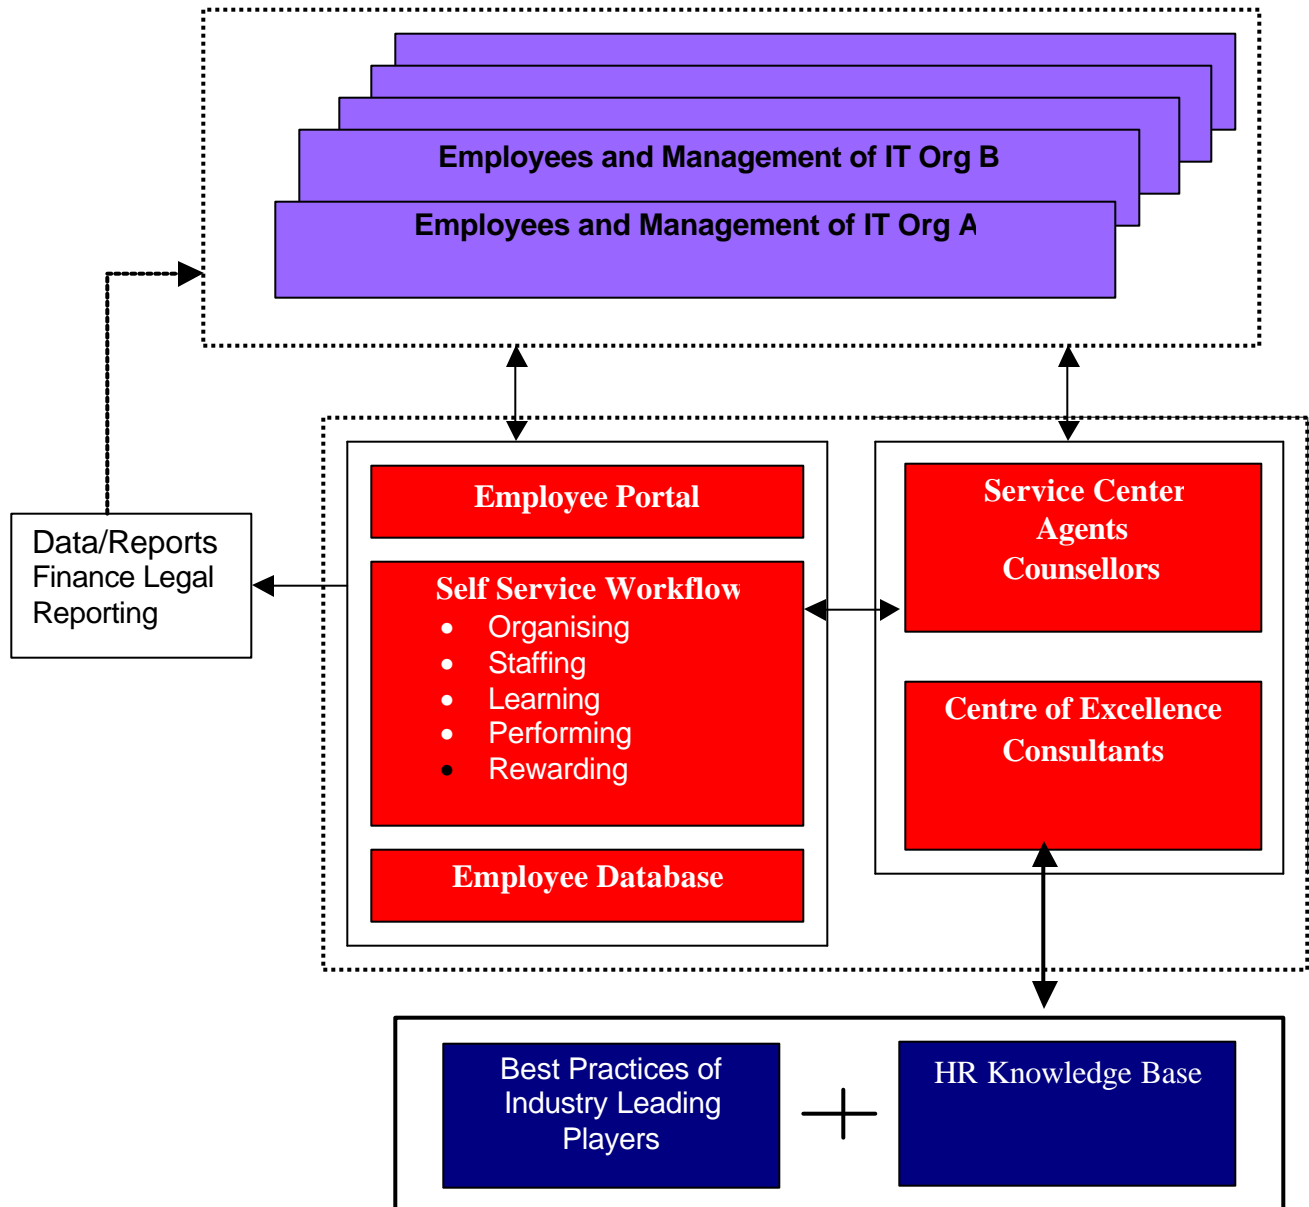 Employees and Management of IT Org B
Employees and Management of IT Org A
Employee Portal
Self Service Workflow
• Organising
• Staffing
• Learning
• Performing
• Rewarding
Employee Database
Service Center
Agents
Counsellors
Centre of Excellence
Consultants
Data/Reports
Finance Legal
Reporting
Best Practices of
Industry Leading
Players
HR Knowledge Base